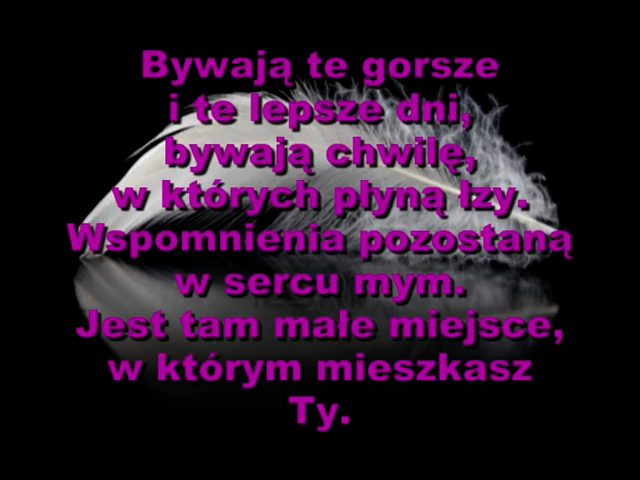 Bywają te gorsze
i te lepsze dni,
bywają chwilę,
w których płyną łzy.
Wspomnienia pozostaną
w sercu mym.
Jest tam małe miejsce,
w którym mieszkasz
Ty.